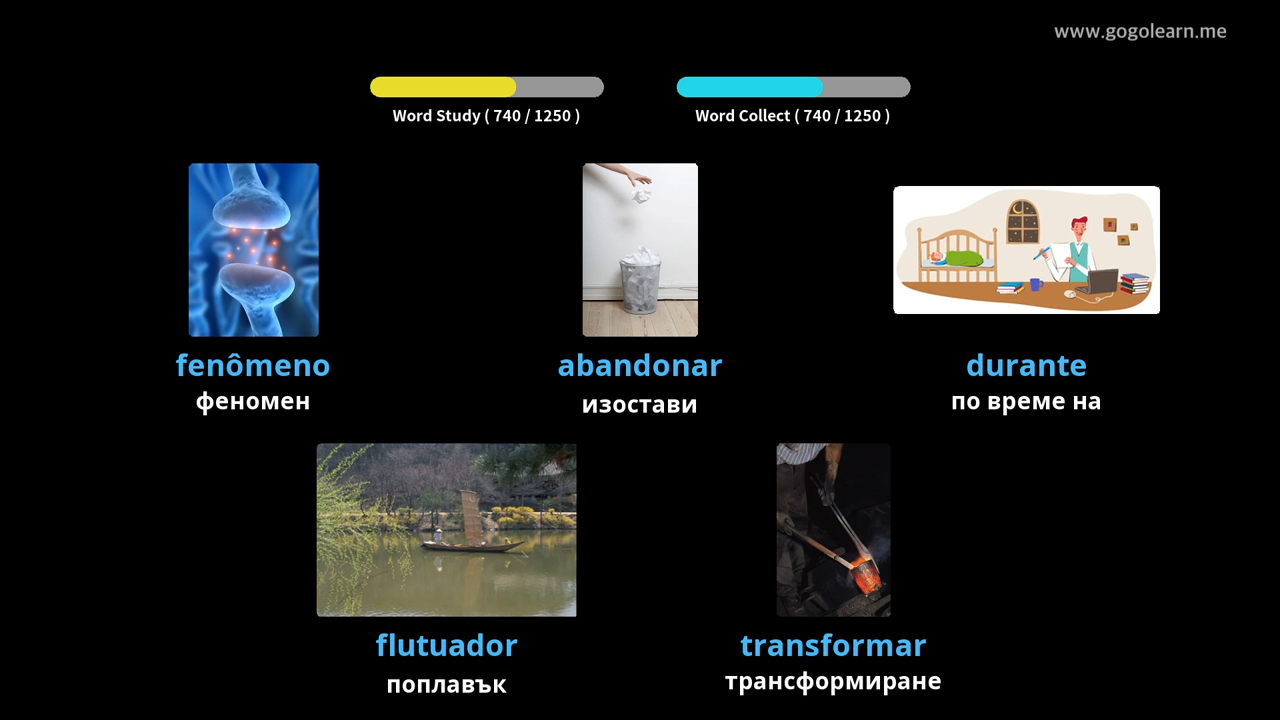 www.gogolearn.me
Word Study ( 740 / 1250 )
Word Collect ( 740 / 1250 )
fenômeno
феномен
abandonar
изостави
durante
по време на
flutuador
поплавък
transformar
трансформиране